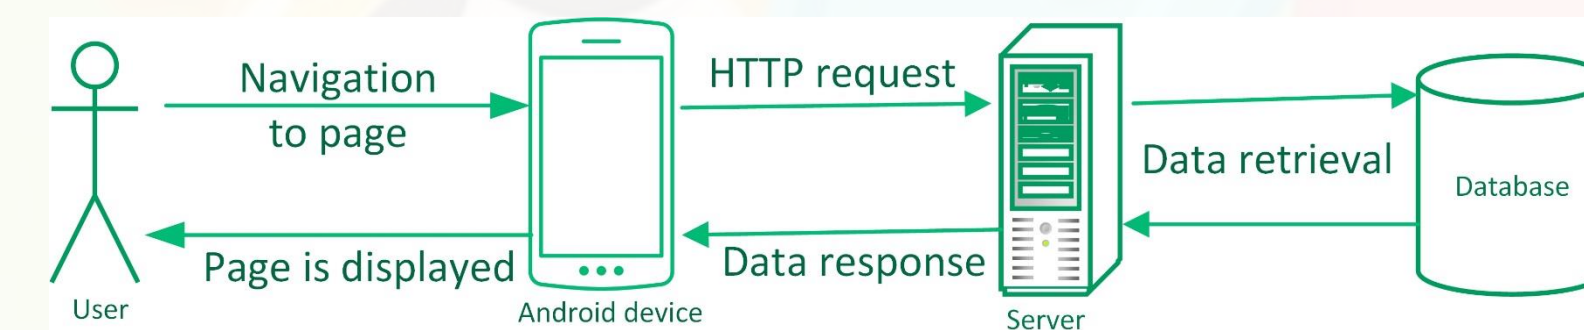 Navigation
to page
HTTP request
Data retrieval
Database
Page is displayed
Data response
User
Android device
Server